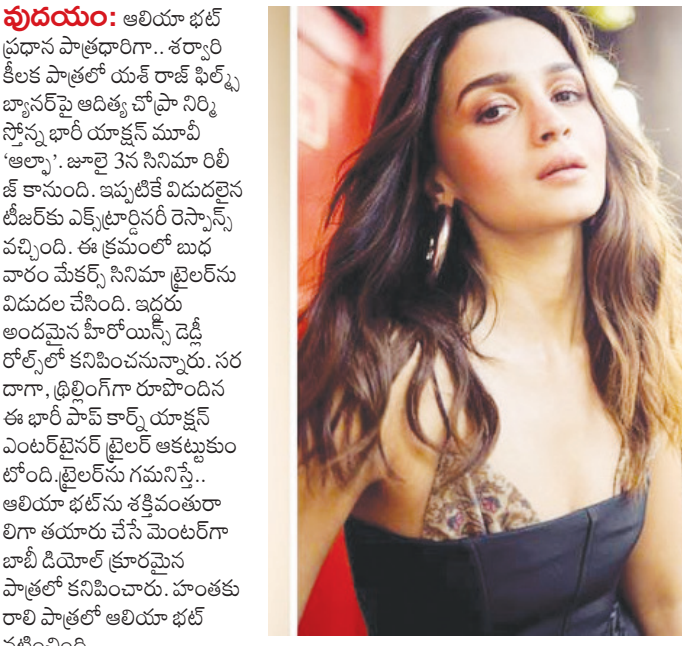 వుదయం: ఆలియా భట్
ప్రధాన పాత్రధారిగా.. శర్వారి
కీలక పాత్రలో యశ్ రాజ్ ఫిల్మ్స్
బ్యానర్‌పై ఆదిత్య చోప్రా నిర్మి
స్తోన్న భారీ యాక్షన్ మూవీ
‘ఆల్ఫా’. జూలై 3న సినిమా రిలీ
జ్ కానుంది. ఇప్పటికే విడుదలైన
టీజర్‌కు ఎక్స్‌ట్రార్డినరీ రెస్పాన్స్
వచ్చింది. ఈ క్రమంలో బుధ
వారం మేకర్స్ సినిమా ట్రైలర్‌ను
విడుదల చేసింది. ఇద్దరు
అందమైన హీరోయిన్స్ డెడ్లీ
రోల్స్‌లో కనిపించనున్నారు. సర
దాగా, థ్రిల్లింగ్‌గా రూపొందిన
ఈ భారీ పాప్ కార్న్ యాక్షన్
ఎంటర్‌టైనర్ ట్రైలర్ ఆకట్టుకుం
టోంది.ట్రైలర్‌ను గమనిస్తే..
ఆలియా భట్‌ను శక్తివంతురా
లిగా తయారు చేసే మెంటర్‌గా
బాబీ డియోల్ క్రూరమైన
పాత్రలో కనిపించారు. హంతకు
రాలి పాత్రలో ఆలియా భట్